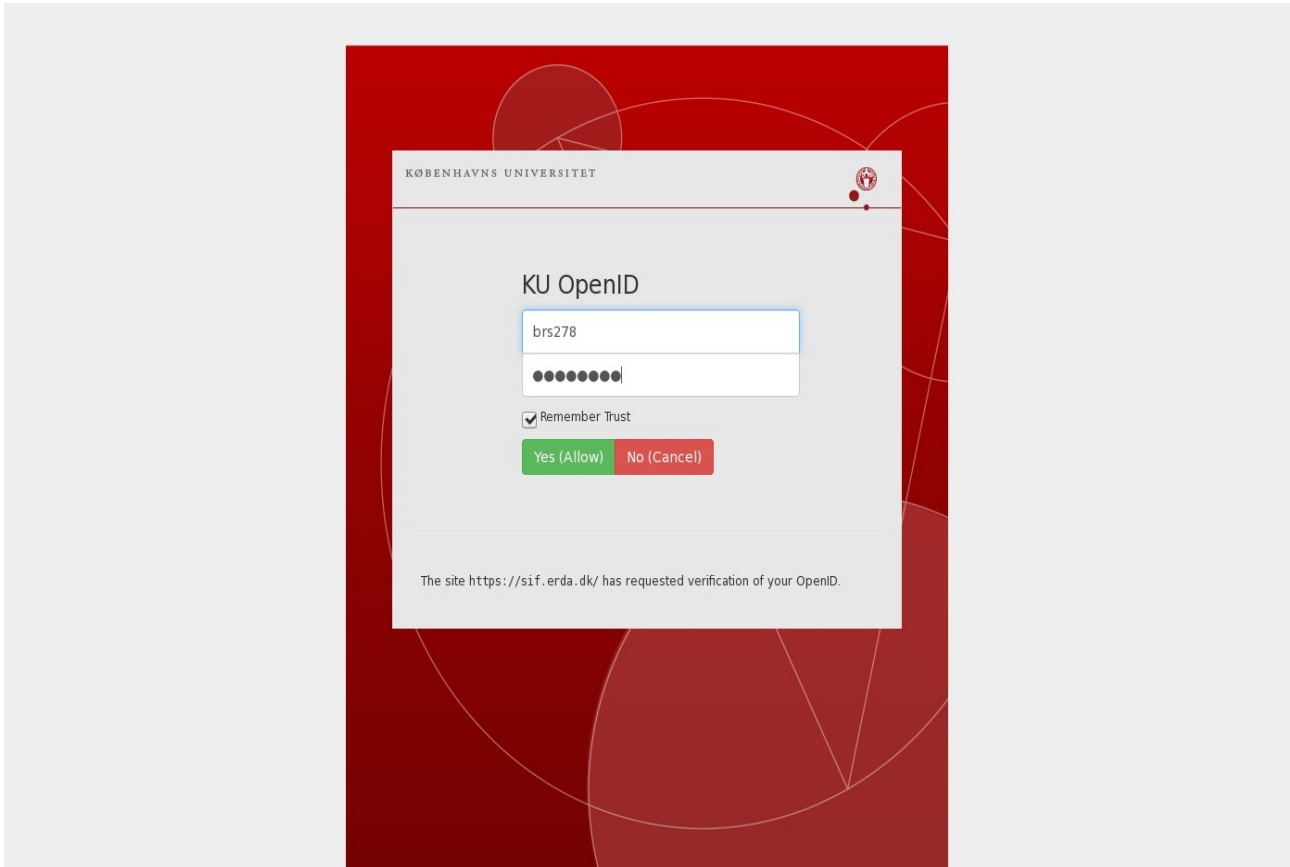 KØBENHAVNS UNIVERSITET
KU OpenID
brs278
●●●●●●●●
Remember Trust
Yes (Allow) No (Cancel)
The site https://sif.erda.dk/ has requested verification of your OpenID.